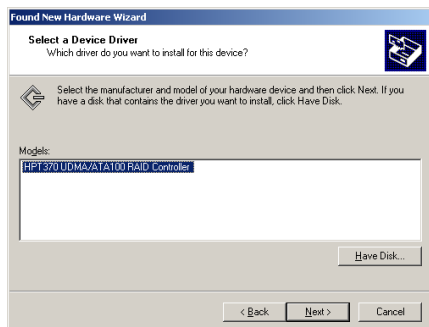 Found New Hardware Wizard
Select a Device Driver
Which driver do you want to install for this device?
Select the manufacturer and model of your hardware device and then click Next. If you
have a disk that contains the driver you want to install, click Have Disk.
Models:
HPT370 UDMA/ATA100 RAID Controller
Have Disk...
< Back
Next >
Cancel